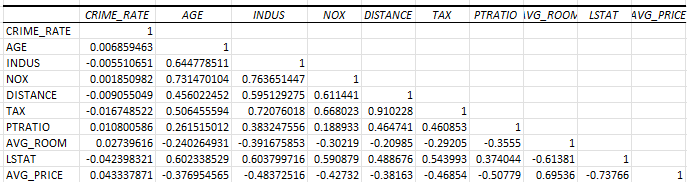 CRIME_RATE AGE INDUS NOX DISTANCE TAX PTRATIO AVG_ROOM LSTAT AVG_PRICE
CRIME_RATE 1
AGE 0.006859463 1
INDUS -0.005510651 0.644778511 1
NOX 0.001850982 0.731470104 0.763651447 1
DISTANCE -0.009055049 0.456022452 0.595129275 0.611441 1
TAX -0.016748522 0.506455594 0.72076018 0.668023 0.910228 1
PTRATIO 0.010800586 0.261515012 0.383247556 0.188933 0.464741 0.460853 1
AVG_ROOM 0.02739616 -0.240264931 -0.391675853 -0.30219 -0.20985 -0.29205 -0.3555 1
LSTAT -0.042398321 0.602338529 0.603799716 0.590879 0.488676 0.543993 0.374044 -0.61381 1
AVG_PRICE 0.043337871 -0.376954565 -0.48372516 -0.42732 -0.38163 -0.46854 -0.50779 0.69536 -0.73766 1